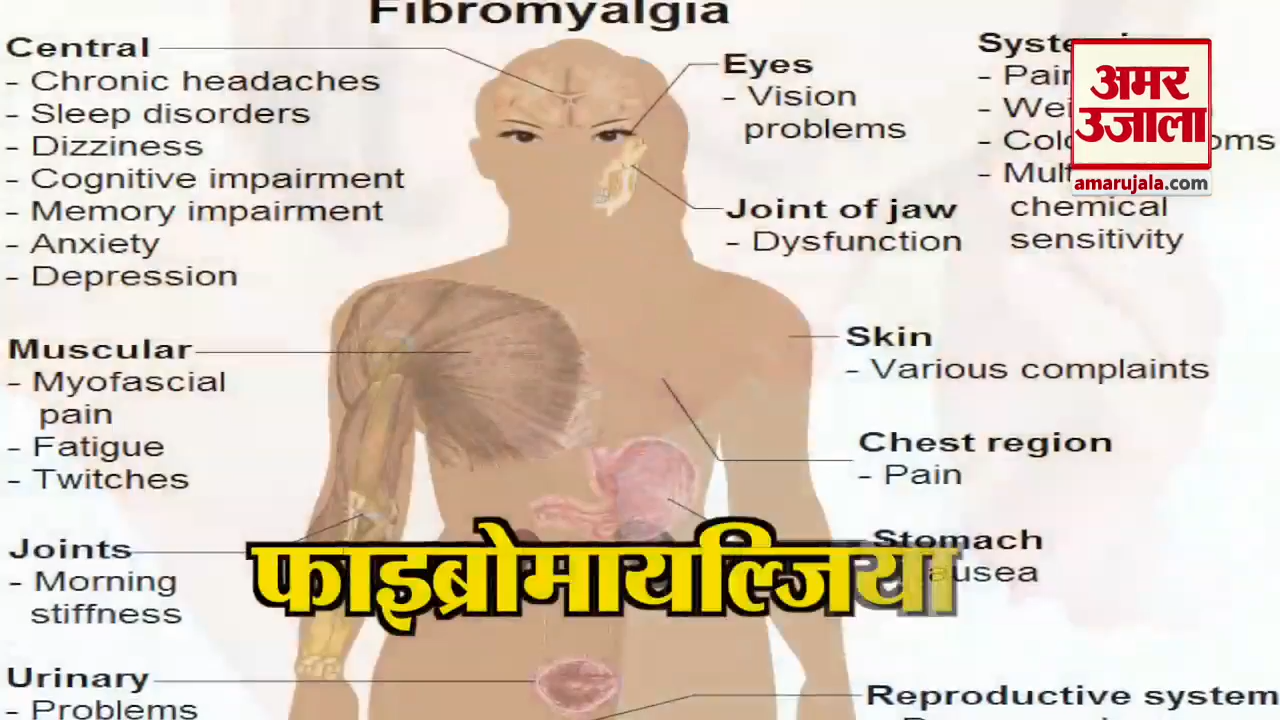 Fibromyalgia
Central
- Chronic headaches
- Sleep disorders
- Dizziness
- Cognitive impairment
- Memory impairment
- Anxiety
- Depression
Muscular
- Myofascial
pain
- Fatigue
- Twitches
Joints
- Morning
stiffness
Urinary
- Problems
Eyes
- Vision
problems
Joint of jaw
- Dysfunction
Skin
- Various complaints
Chest region
- Pain
Stomach
Reproductive system
chemical
sensitivity
अमर
उजाला
amarujala.com
फाइब्रोमायल्जिया